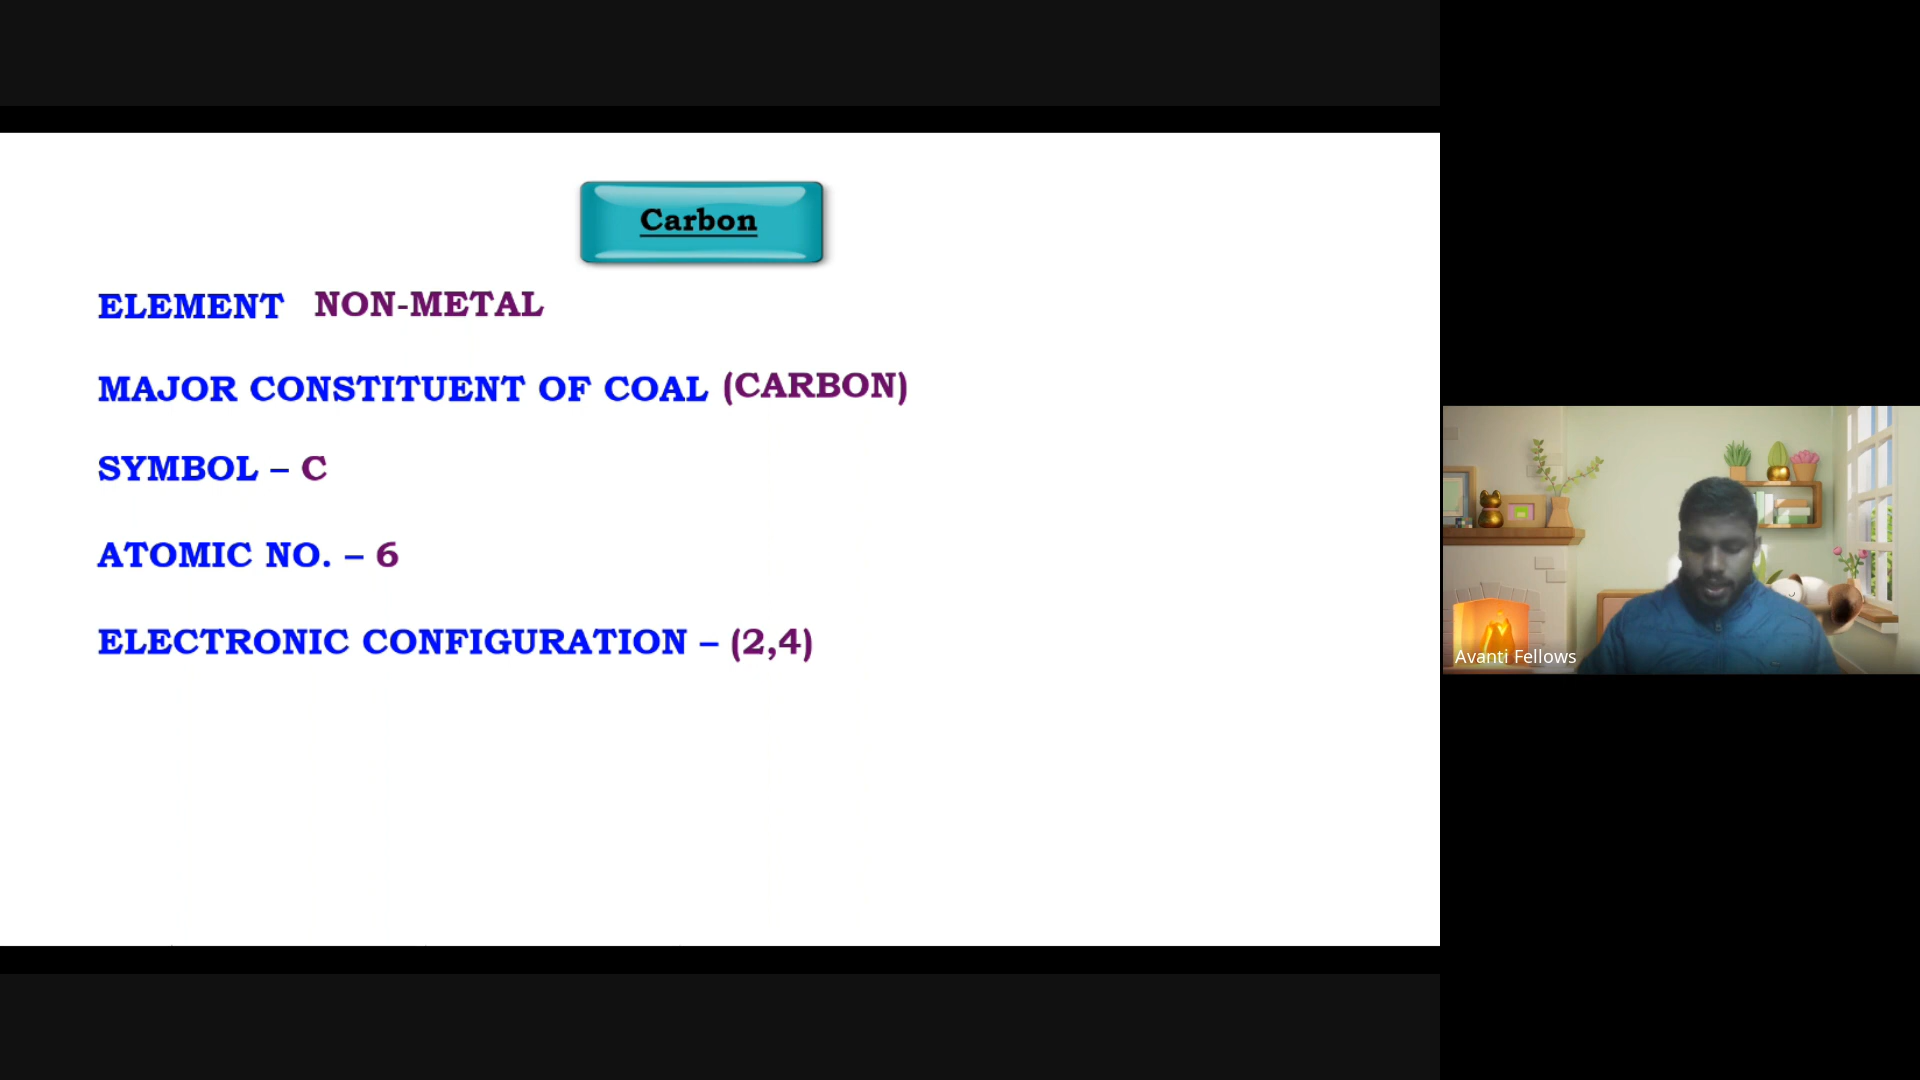 Carbon
ELEMENT NON-METAL
MAJOR CONSTITUENT OF COAL (CARBON)
SYMBOL – C
ATOMIC NO. – 6
ELECTRONIC CONFIGURATION – (2,4)
Avanti Fellows